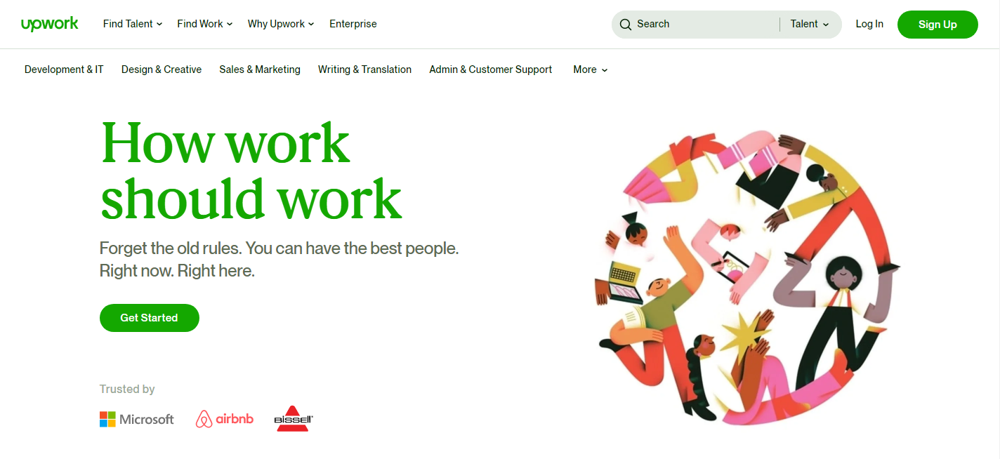 upwork Find Talent Find Work Why Upwork Enterprise Search Talent Log In Sign Up
Development & IT Design & Creative Sales & Marketing Writing & Translation Admin & Customer Support More
How work
should work
Forget the old rules. You can have the best people.
Right now. Right here.
Get Started
Trusted by
Microsoft airbnb BISSELL